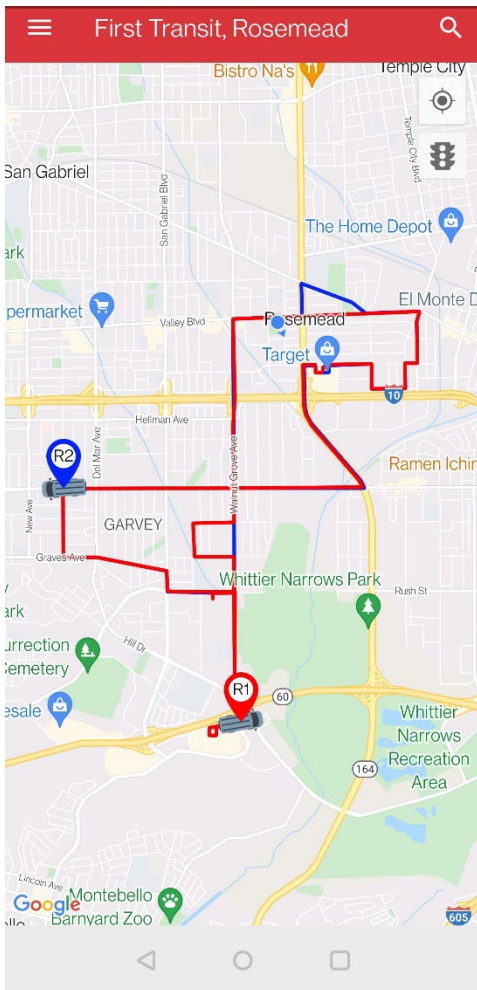 First Transit, Rosemead
Bistro Na's
Temple City
Temple City Blvd
San Gabriel
San Gabriel Blvd
The Home Depot
ark
El Monte D
permarket
Valley Blvd
Rosemead
Target
10
Hellman Ave
Del Mar Ave
Walnut Grove Ave
R2
Ramen Ichir
New Ave
GARVEY
Graves Ave
Whittier Narrows Park
Rush St
ark
Hill Dr
urrection
Cemetery
R1
60
esale
Whittier
Narrows
Recreation
Area
164
Lincoln Ave
Google
Montebello
Barnyard Zoo
605